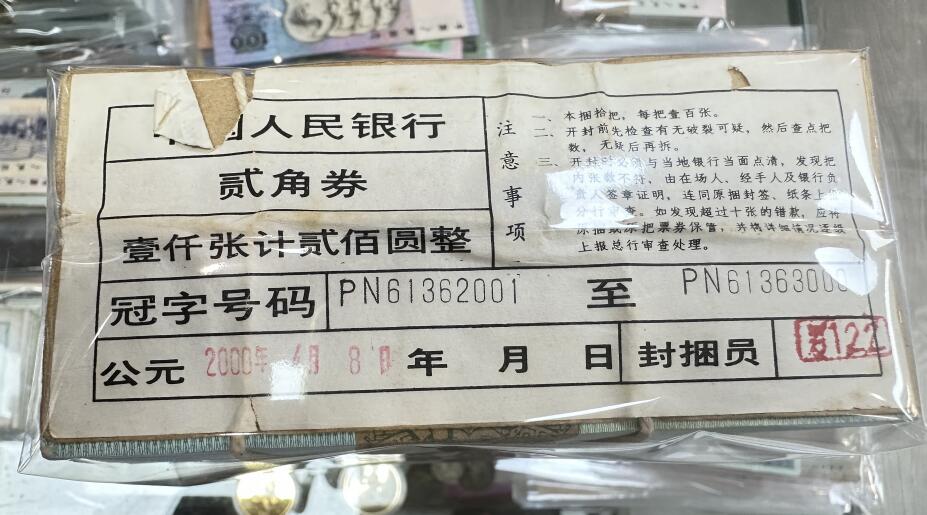 国人民银行
贰角券
壹仟张计贰佰圆整
注意事项
一、本捆拾把，每把壹百张。
二、开封前先检查有无破裂可疑，然后查点把
数，无疑后再拆。
三、开封时必须与当地银行当面点清，发现把
内张数不符，由在场人、经手人及银行负
责人签章证明，连同原捆封签、纸条上报
分行审查。如发现超过十张的错款，应将
原捆或原把票券保留，并将详细情况逐级
上报总行审查处理。
冠字号码 PN61362001 至 PN61363000
公元 2000年 月 8日 年 月 日 封捆员 122
100